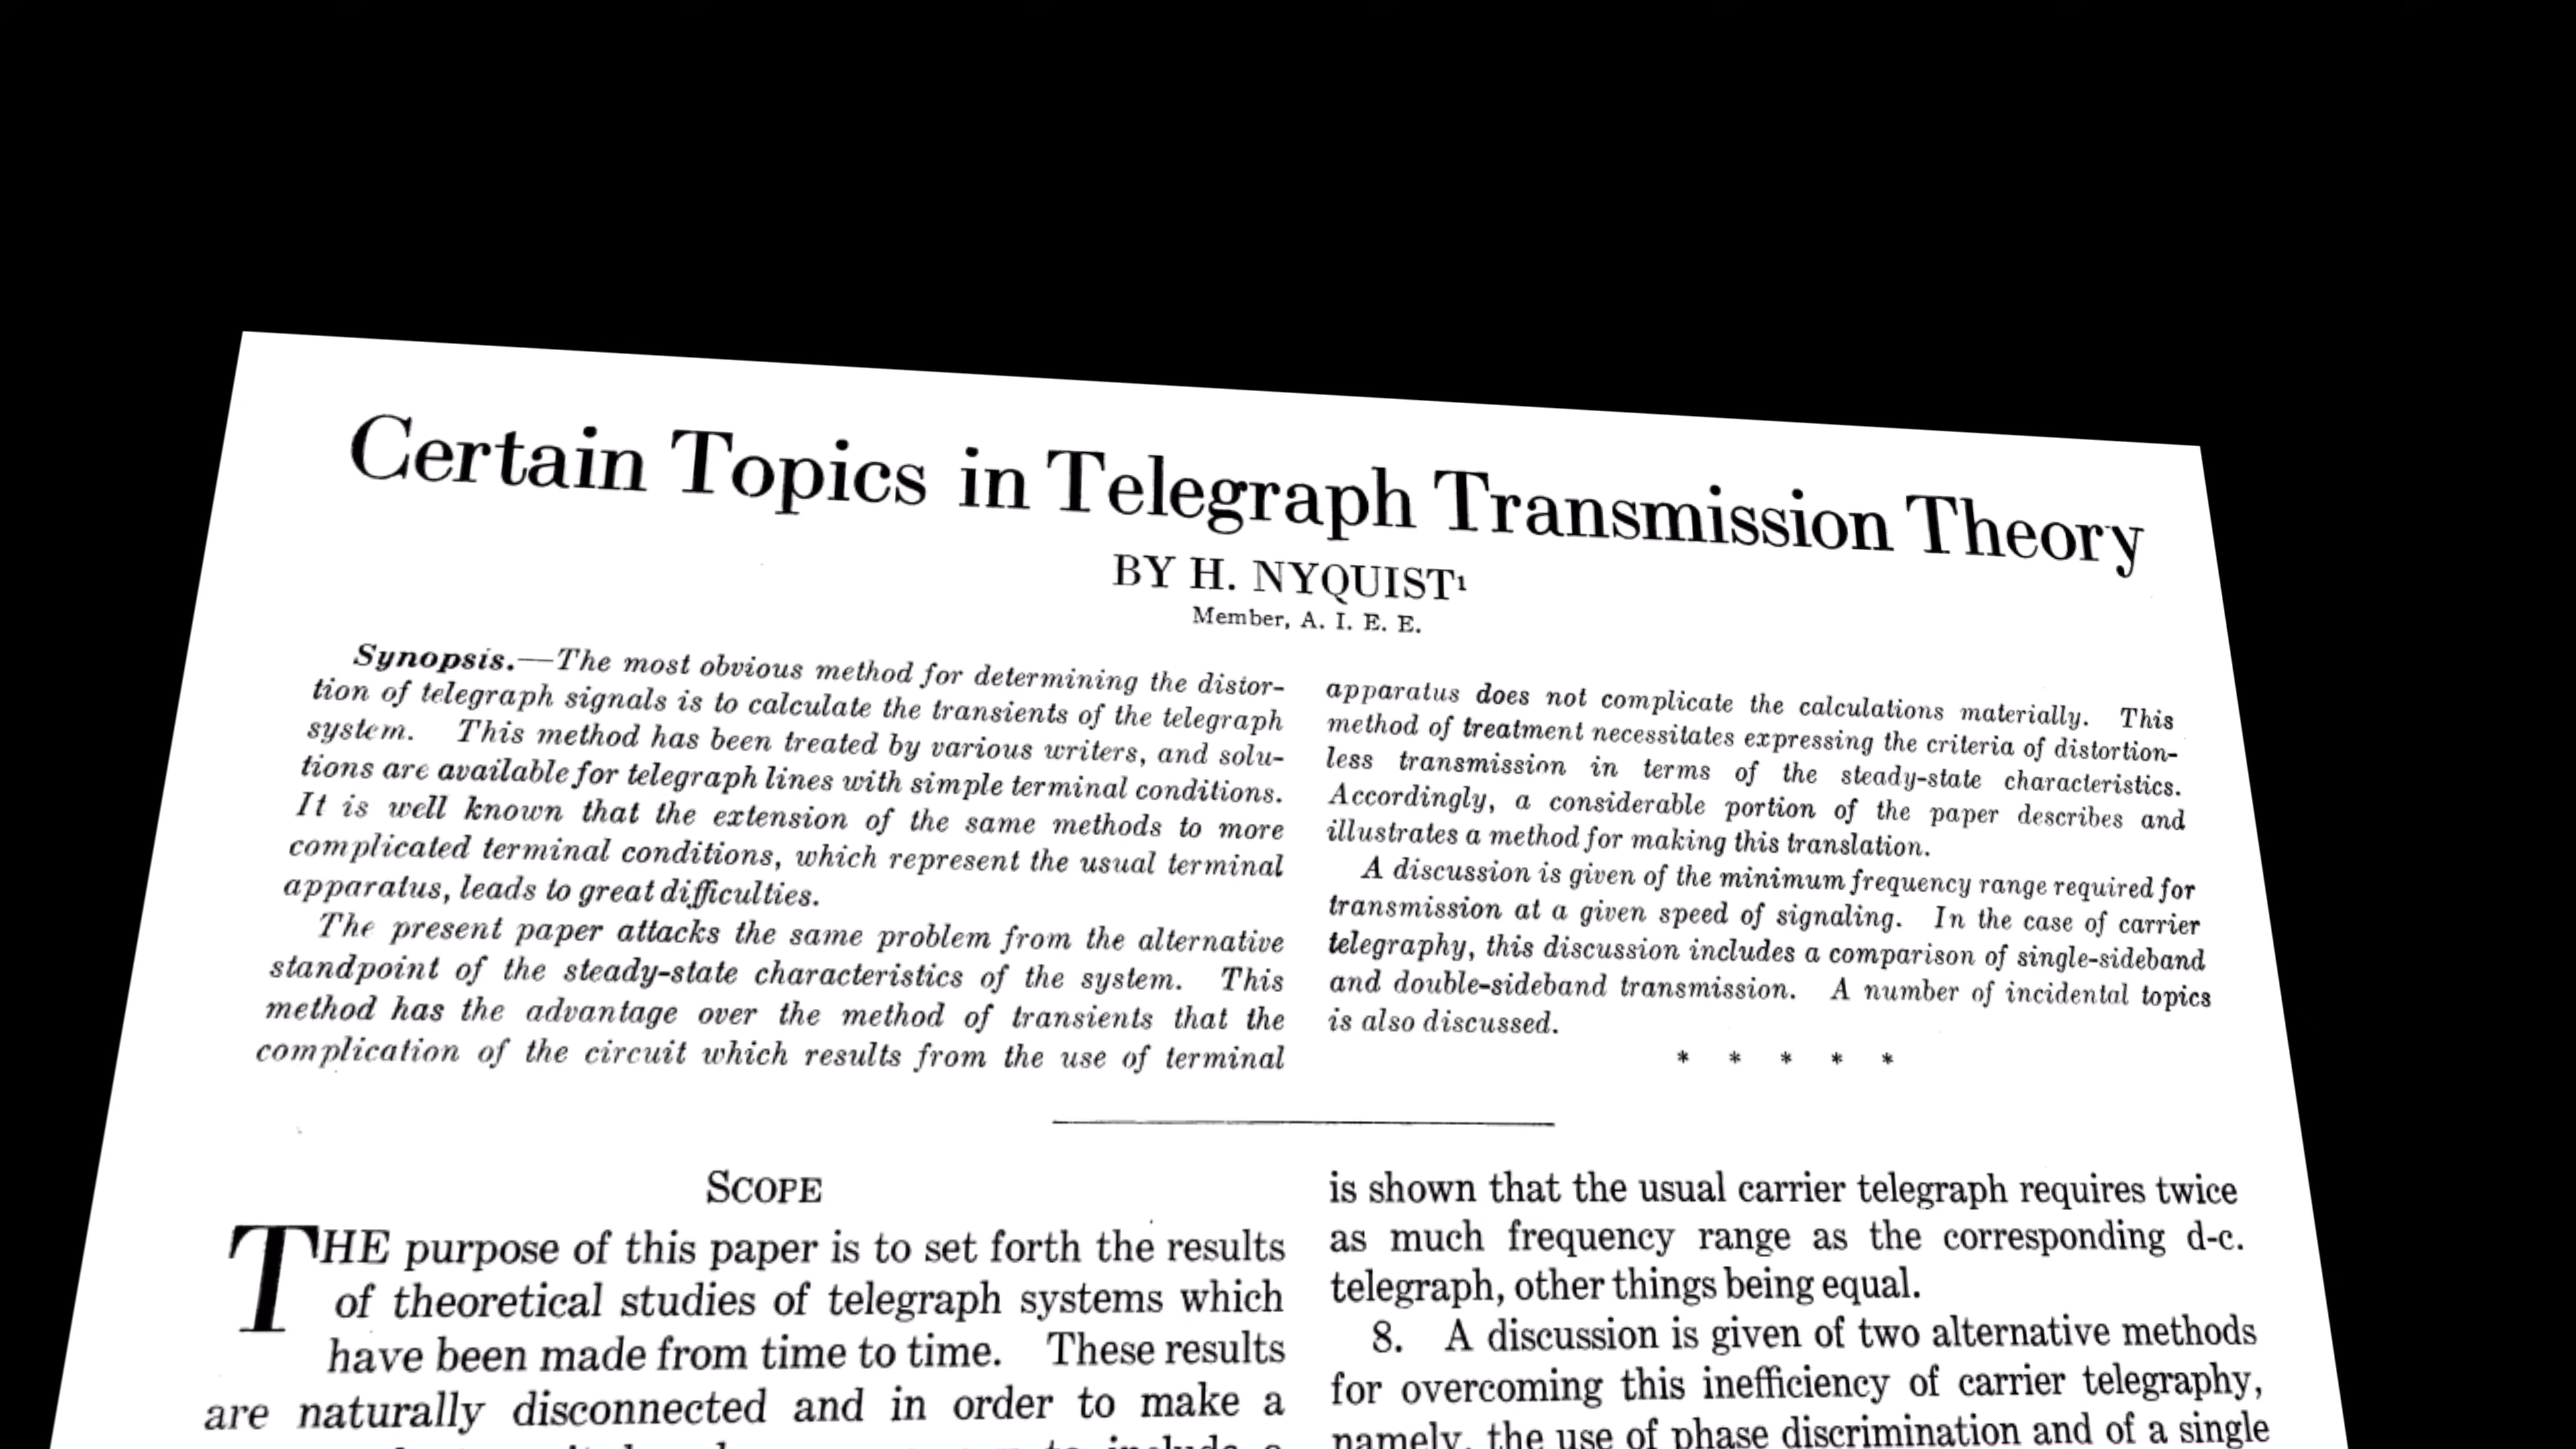 Certain Topics in Telegraph Transmission Theory
BY H. NYQUIST¹
Member, A. I. E. E.
Synopsis.—The most obvious method for determining the distor-
tion of telegraph signals is to calculate the transients of the telegraph
system. This method has been treated by various writers, and solu-
tions are available for telegraph lines with simple terminal conditions.
It is well known that the extension of the same methods to more
complicated terminal conditions, which represent the usual terminal
apparatus, leads to great difficulties.
The present paper attacks the same problem from the alternative
standpoint of the steady-state characteristics of the system. This
method has the advantage over the method of transients that the
complication of the circuit which results from the use of terminal
apparatus does not complicate the calculations materially. This
method of treatment necessitates expressing the criteria of distortion-
less transmission in terms of the steady-state characteristics.
Accordingly, a considerable portion of the paper describes and
illustrates a method for making this translation.
A discussion is given of the minimum frequency range required for
transmission at a given speed of signaling. In the case of carrier
telegraphy, this discussion includes a comparison of single-sideband
and double-sideband transmission. A number of incidental topics
is also discussed.
* * * * *
SCOPE
THE purpose of this paper is to set forth the results
of theoretical studies of telegraph systems which
have been made from time to time. These results
are naturally disconnected and in order to make a
is shown that the usual carrier telegraph requires twice
as much frequency range as the corresponding d-c.
telegraph, other things being equal.
8. A discussion is given of two alternative methods
for overcoming this inefficiency of carrier telegraphy,
namely, the use of phase discrimination and of a single